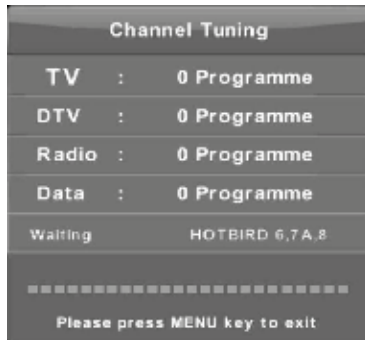 Channel Tuning
TV : 0 Programme
DTV : 0 Programme
Radio : 0 Programme
Data : 0 Programme
Waiting HOTBIRD 6,7A,8
Please press MENU key to exit